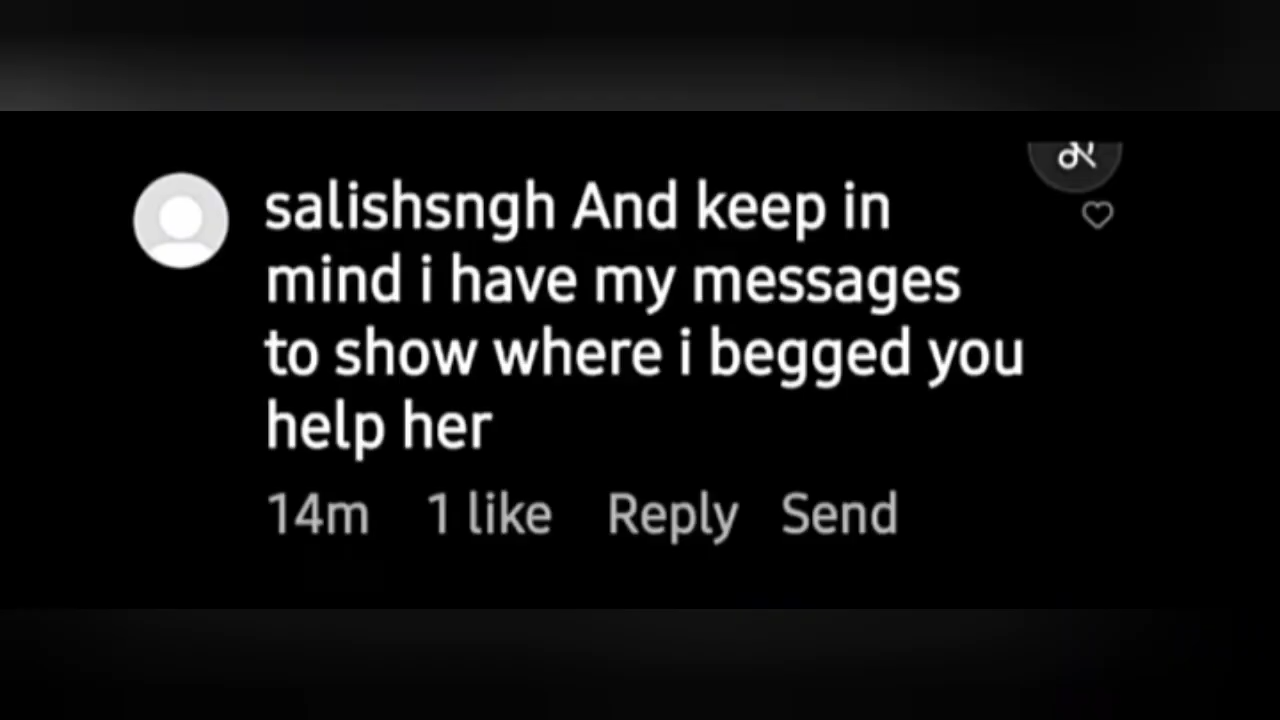 salishsngh And keep in
mind i have my messages
to show where i begged you
help her
14m 1 like Reply Send